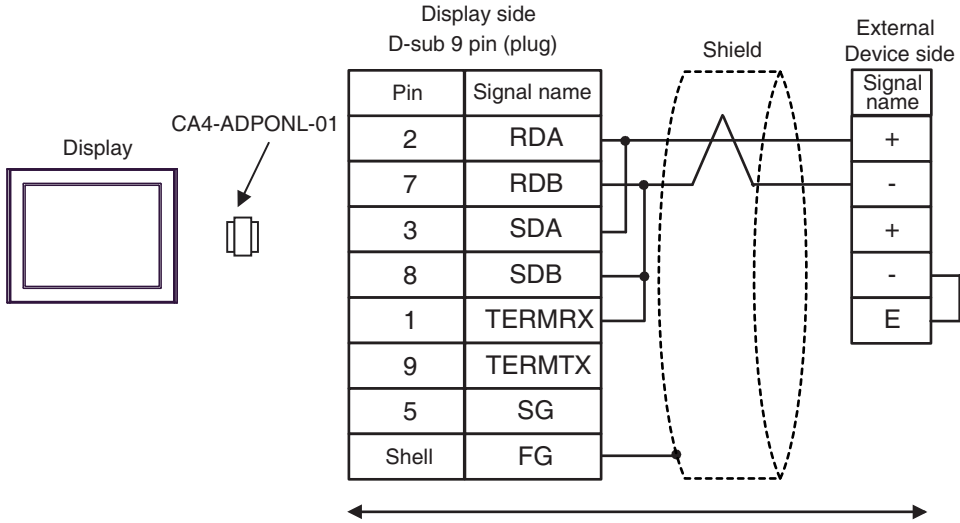 Display side
D-sub 9 pin (plug)
Shield
External
Device side
Pin
Signal name
Signal
name
CA4-ADPONL-01
Display
2
RDA
+
7
RDB
-
3
SDA
+
8
SDB
-
1
TERMRX
E
9
TERMTX
5
SG
Shell
FG